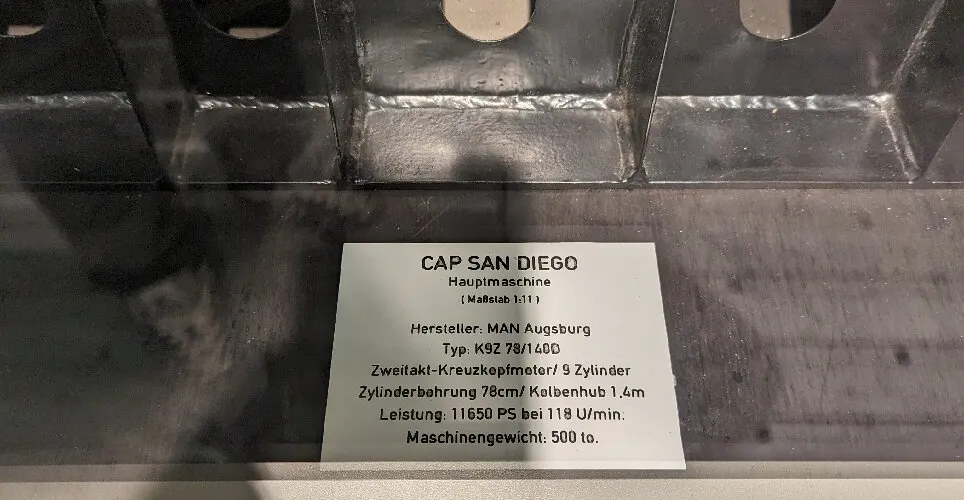 CAP SAN DIEGO
Hauptmaschine
( Maßstab 1:11 )
Hersteller: MAN Augsburg
Typ: K9Z 78/140D
Zweitakt-Kreuzkopfmotor/ 9 Zylinder
Zylinderbohrung 78cm/ Kolbenhub 1.4m
Leistung: 11650 PS bei 118 U/min.
Maschinengewicht: 500 to.